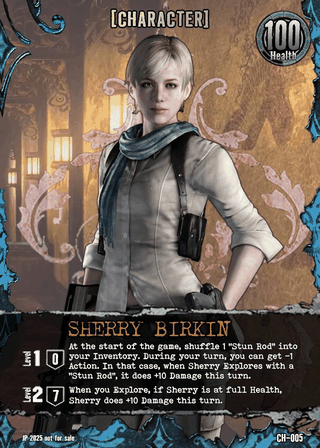 [CHARACTER]
100
Health
SHERRY BIRKIN
Level 1 0
At the start of the game, shuffle 1 "Stun Rod" into
your Inventory. During your turn, you can get -1
Action. In that case, when Sherry Explores with a
"Stun Rod", it does +10 Damage this turn.
Level 2 7
When you Explore, if Sherry is at full Health,
Sherry does +10 Damage this turn.
JP-2025 not for sale
CH-005